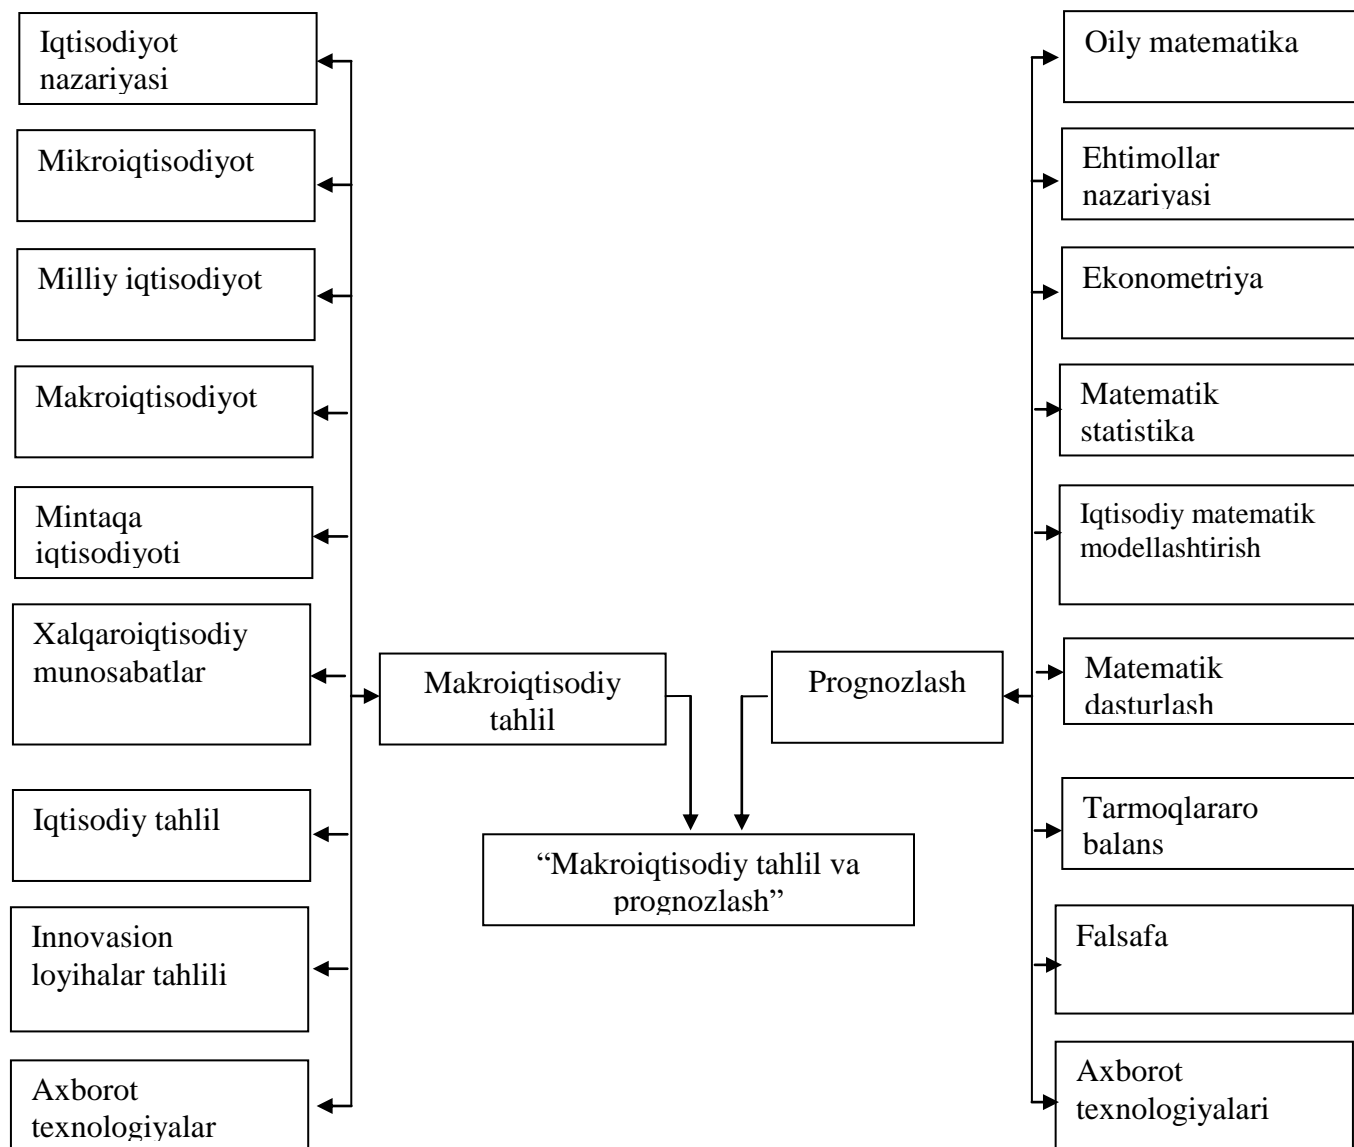 Iqtisodiyot
nazariyasi
Mikroiqtisodiyot
Milliy iqtisodiyot
Makroiqtisodiyot
Mintaqa
iqtisodiyoti
Xalqaroiqtisodiy
munosabatlar
Iqtisodiy tahlil
Innovasion
loyihalar tahlili
Axborot
texnologiyalar
Makroiqtisodiy
tahlil
Prognozlash
“Makroiqtisodiy tahlil va
prognozlash”
Oily matematika
Ehtimollar
nazariyasi
Ekonometriya
Matematik
statistika
Iqtisodiy matematik
modellashtirish
Matematik
dasturlash
Tarmoqlararo
balans
Falsafa
Axborot
texnologiyalari